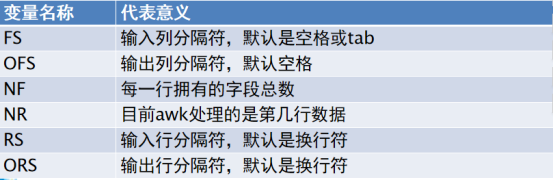 变量名称 代表意义
FS 输入列分隔符，默认是空格或tab
OFS 输出列分隔符，默认空格
NF 每一行拥有的字段总数
NR 目前awk处理的是第几行数据
RS 输入行分隔符，默认是换行符
ORS 输出行分隔符，默认是换行符